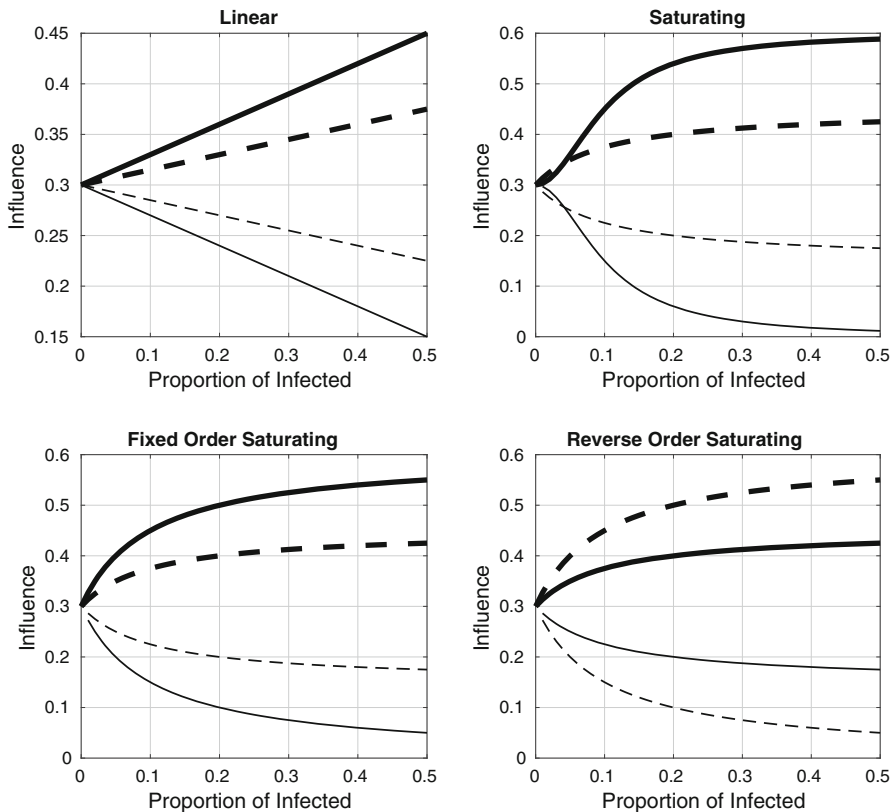 Linear
0.45
0.4
0.35
0.3
0.25
0.2
0.15
Influence
0 0.1 0.2 0.3 0.4 0.5
Proportion of Infected
Saturating
0.6
0.5
0.4
0.3
0.2
0.1
0
Influence
0 0.1 0.2 0.3 0.4 0.5
Proportion of Infected
Fixed Order Saturating
0.6
0.5
0.4
0.3
0.2
0.1
0
Influence
0 0.1 0.2 0.3 0.4 0.5
Proportion of Infected
Reverse Order Saturating
0.6
0.5
0.4
0.3
0.2
0.1
0
Influence
0 0.1 0.2 0.3 0.4 0.5
Proportion of Infected